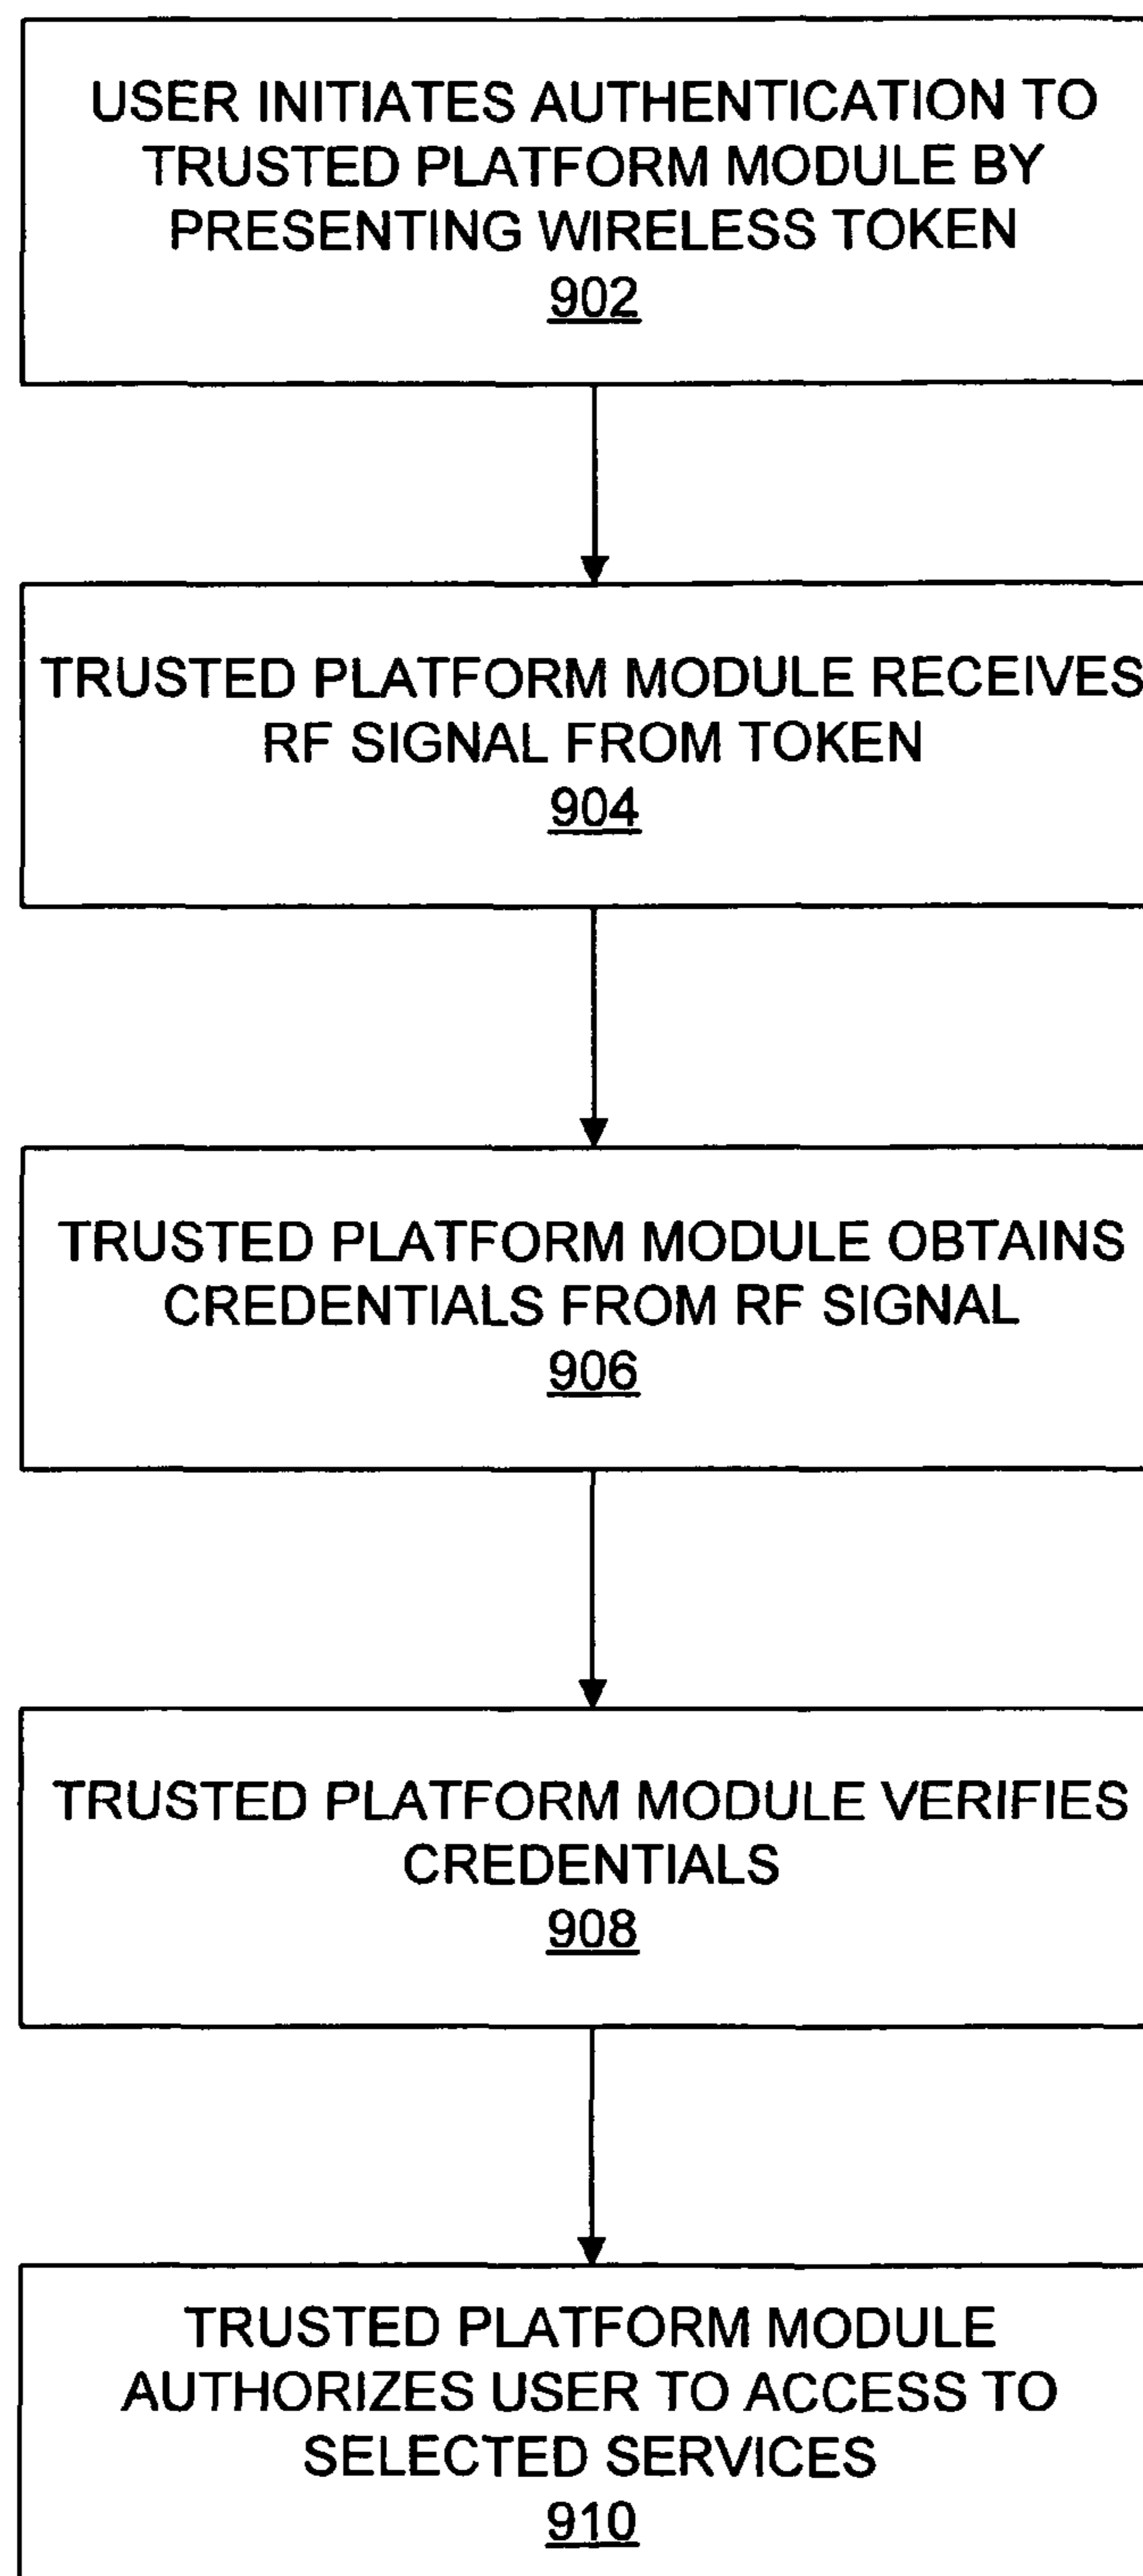 USER INITIATES AUTHENTICATION TO
TRUSTED PLATFORM MODULE BY
PRESENTING WIRELESS TOKEN
902
TRUSTED PLATFORM MODULE RECEIVES
RF SIGNAL FROM TOKEN
904
TRUSTED PLATFORM MODULE OBTAINS
CREDENTIALS FROM RF SIGNAL
906
TRUSTED PLATFORM MODULE VERIFIES
CREDENTIALS
908
TRUSTED PLATFORM MODULE
AUTHORIZES USER TO ACCESS TO
SELECTED SERVICES
910